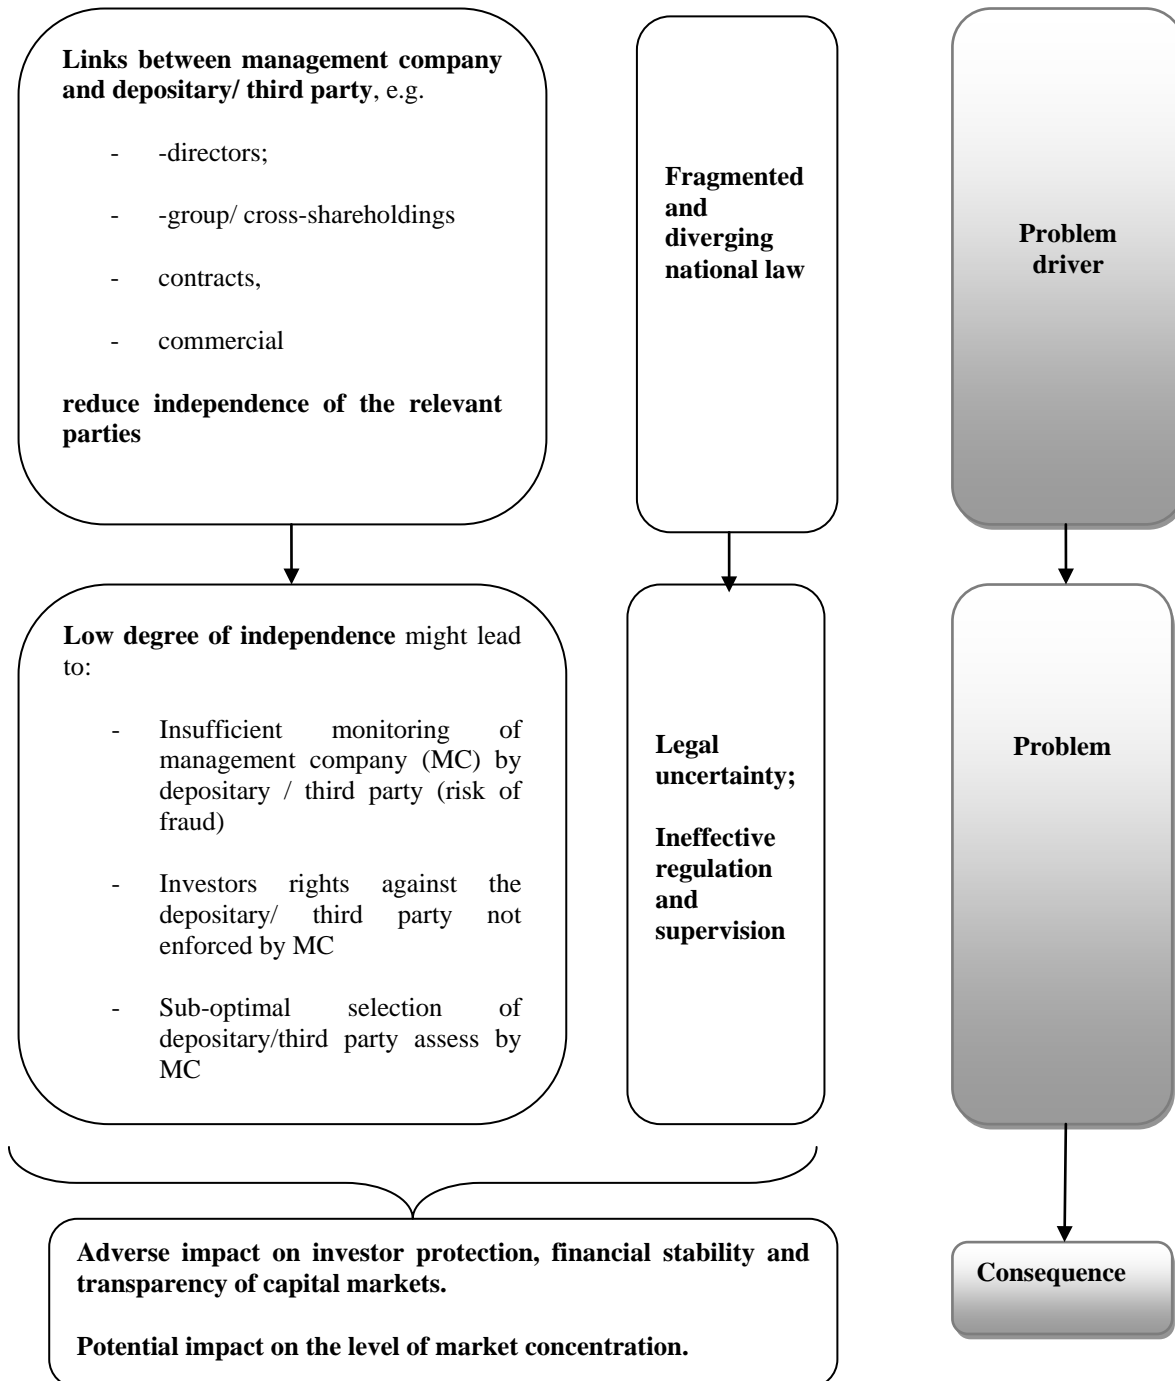 Links between management company
and depositary/ third party, e.g.
- -directors;
- -group/ cross-shareholdings
- contracts,
- commercial
reduce independence of the relevant
parties
Fragmented
and
diverging
national law
Problem
driver
Low degree of independence might lead
to:
- Insufficient monitoring of
management company (MC) by
depositary / third party (risk of
fraud)
- Investors rights against the
depositary/ third party not
enforced by MC
- Sub-optimal selection of
depositary/third party assess by
MC
Legal
uncertainty;
Ineffective
regulation
and
supervision
Problem
Adverse impact on investor protection, financial stability and
transparency of capital markets.
Potential impact on the level of market concentration.
Consequence